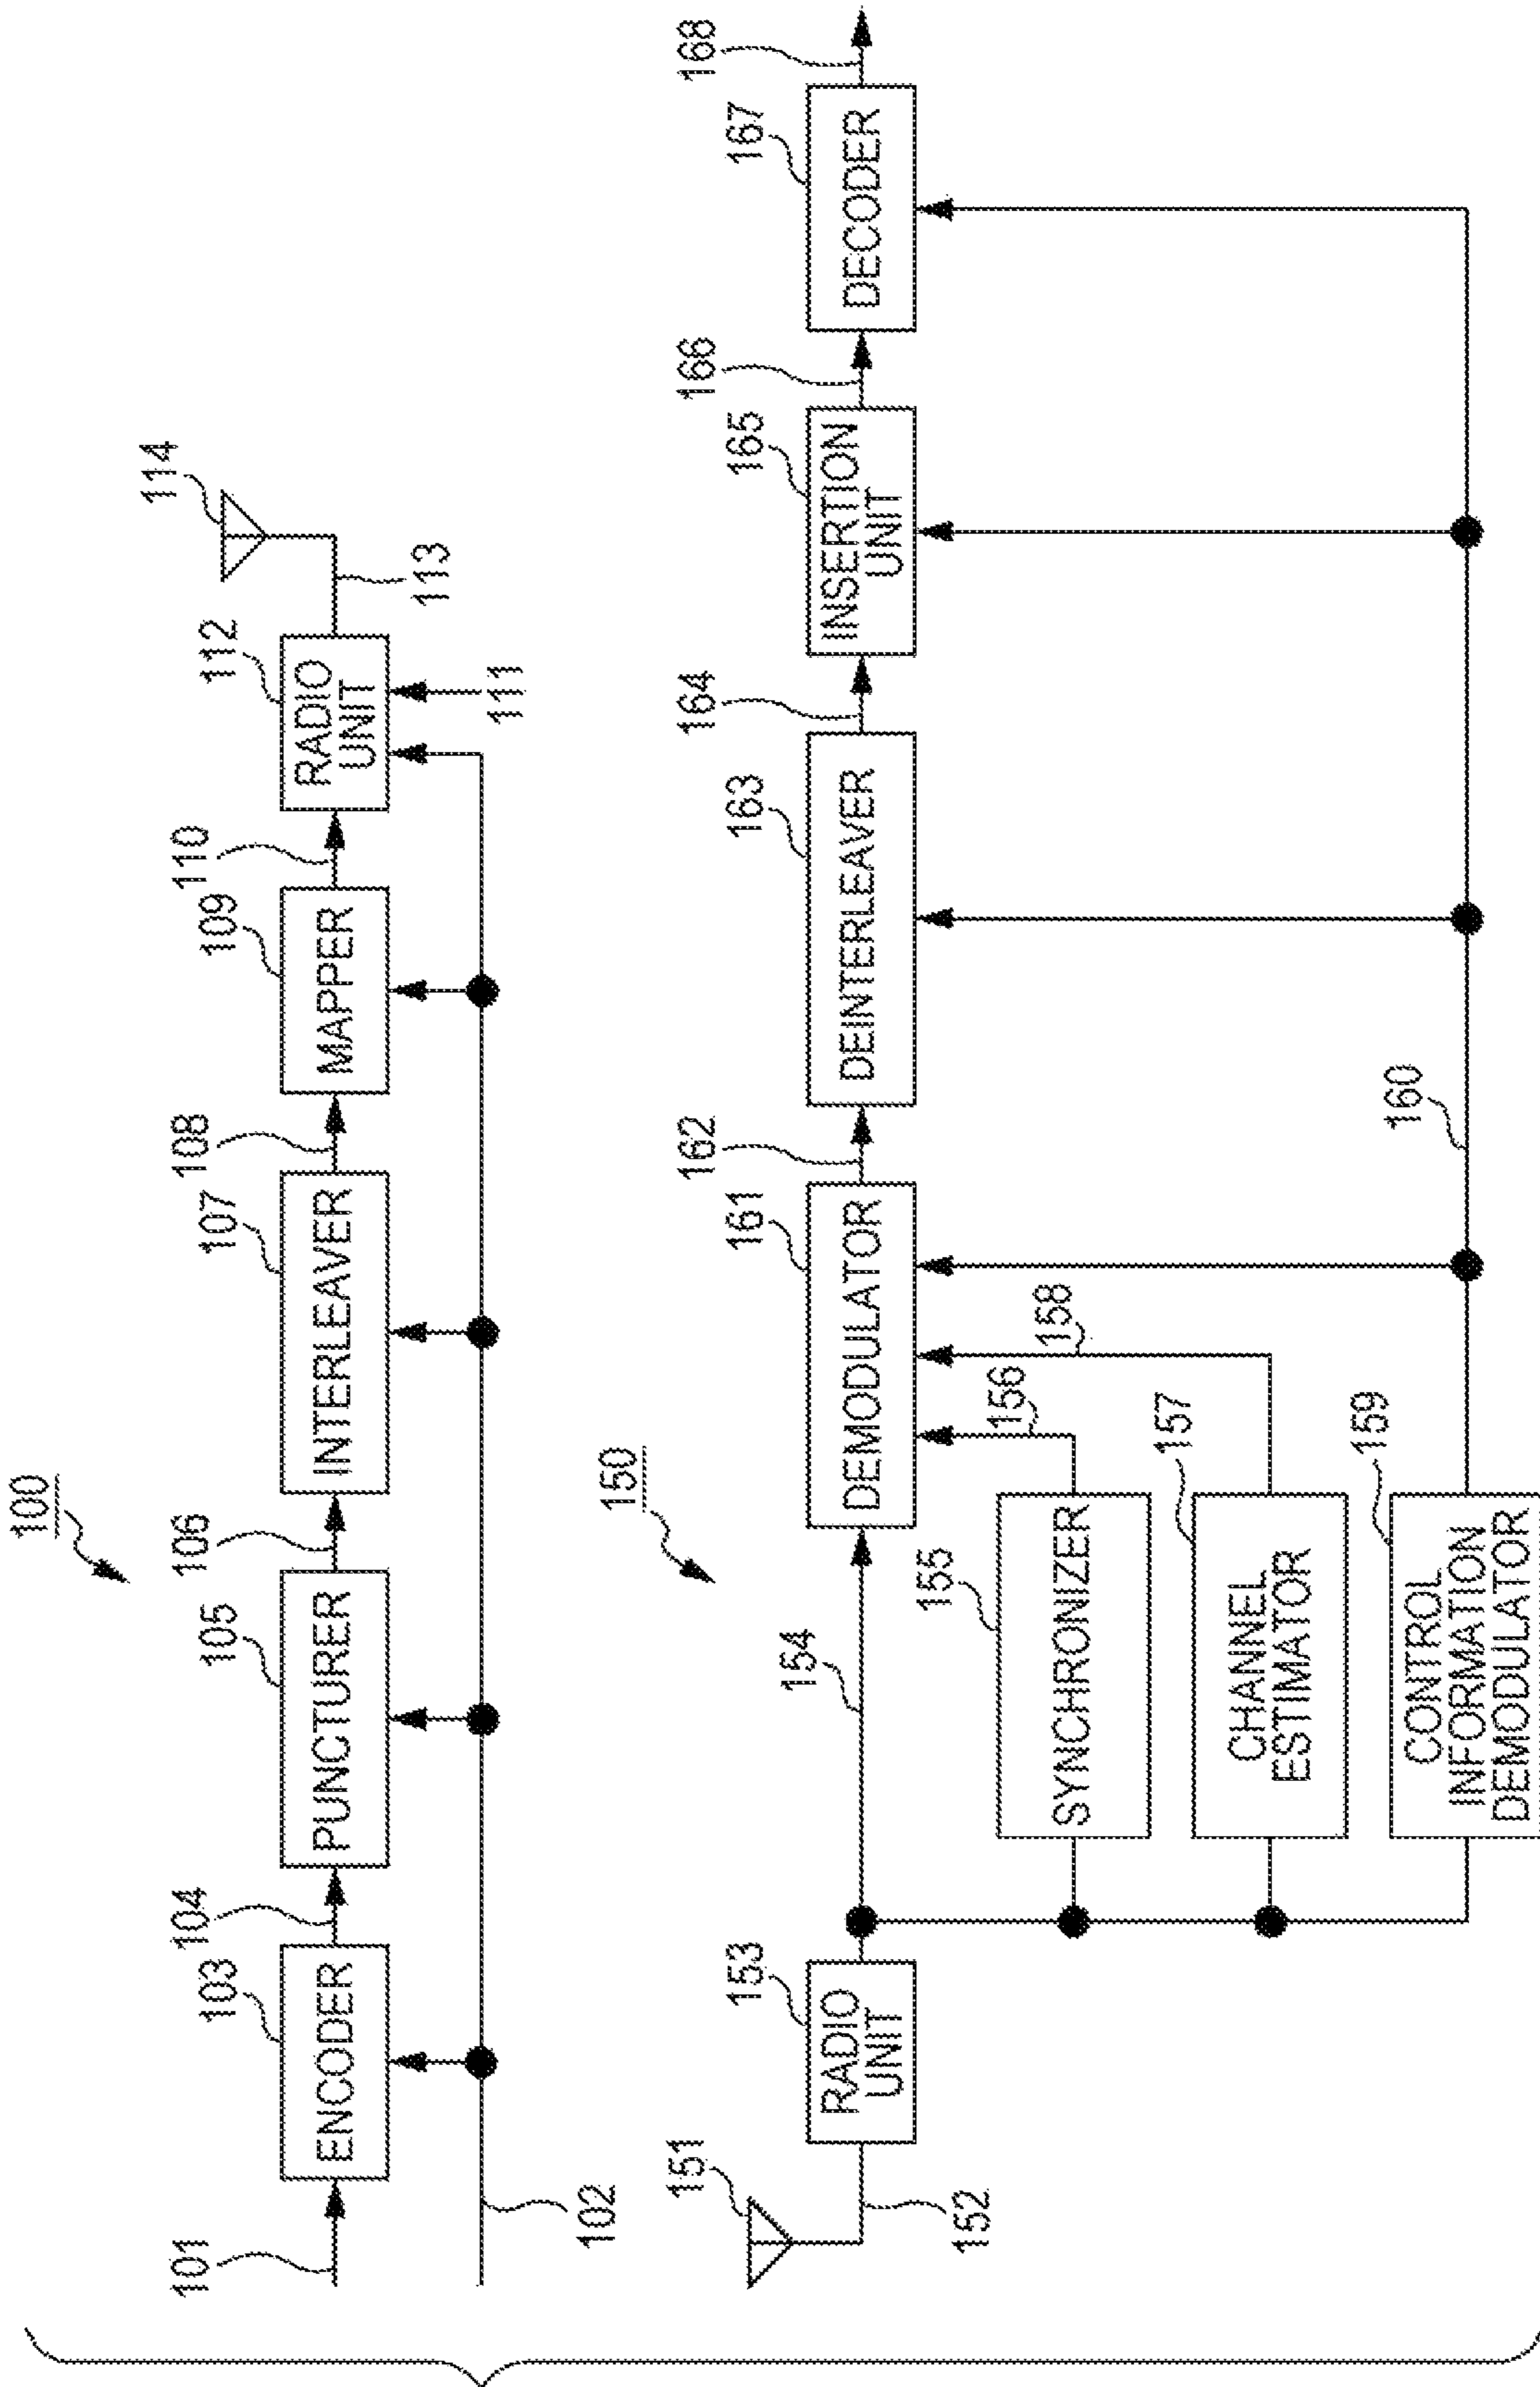 100
101
102
103
ENCODER
104
105
PUNCTURER
106
107
INTERLEAVER
108
109
MAPPER
110
111
112
RADIO
UNIT
113
114
150
151
152
153
RADIO
UNIT
154
155
SYNCHRONIZER
156
157
CHANNEL
ESTIMATOR
158
159
CONTROL
INFORMATION
DEMODULATOR
160
161
DEMODULATOR
162
163
DEINTERLEAVER
164
165
INSERTION
UNIT
166
167
DECODER
168